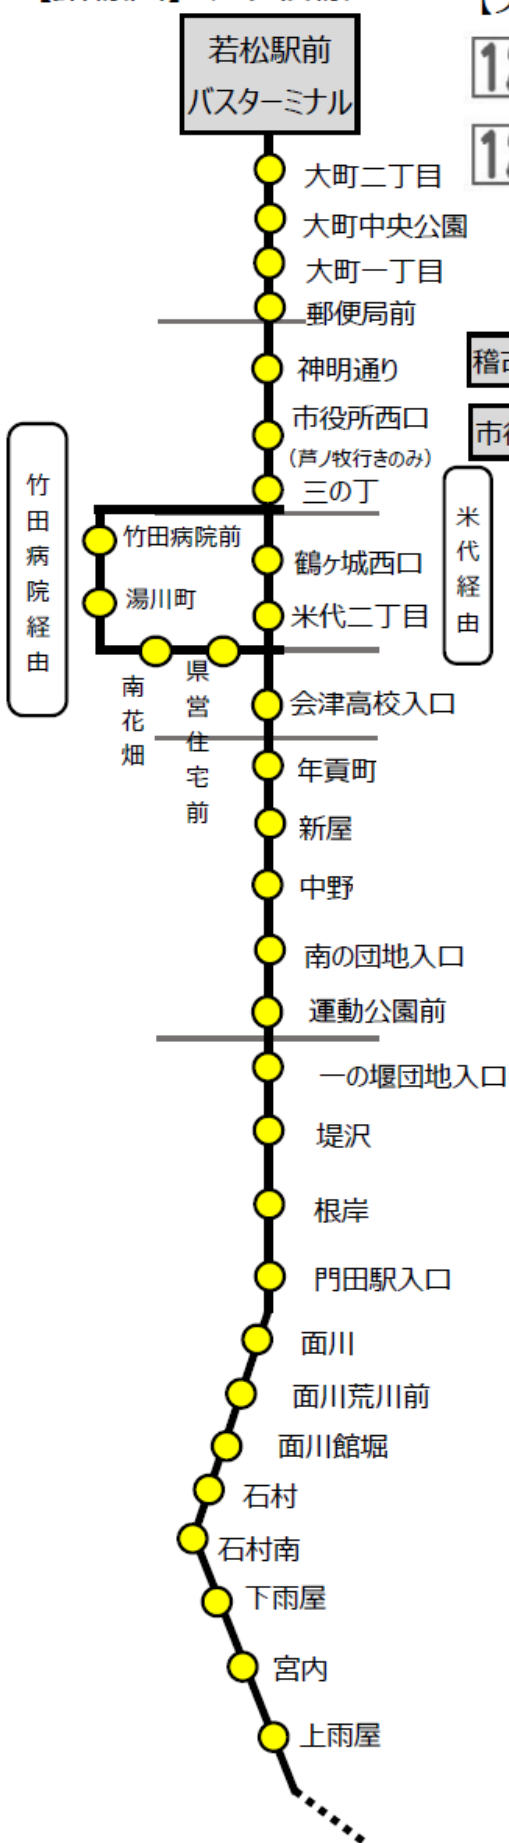 若松駅前
バスターミナル
大町二丁目
大町中央公園
大町一丁目
郵便局前
神明通り
市役所西口
(芦ノ牧行きのみ)
三の丁
竹田病院経由
竹田病院前
湯川町
南花畑
県営住宅前
鶴ヶ城西口
米代二丁目
米代経由
会津高校入口
年貢町
新屋
中野
南の団地入口
運動公園前
一の堰団地入口
堤沢
根岸
門田駅入口
面川
面川荒川前
面川館堀
石村
石村南
下雨屋
宮内
上雨屋